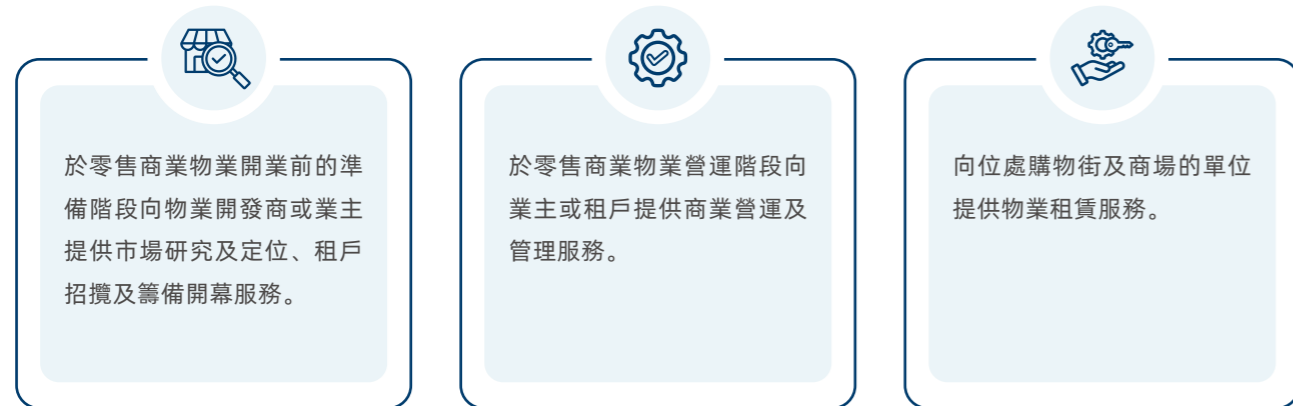 於零售商業物業開業前的準
備階段向物業開發商或業主
提供市場研究及定位、租戶
招攬及籌備開幕服務。
於零售商業物業營運階段向
業主或租戶提供商業營運及
管理服務。
向位處購物街及商場的單位
提供物業租賃服務。